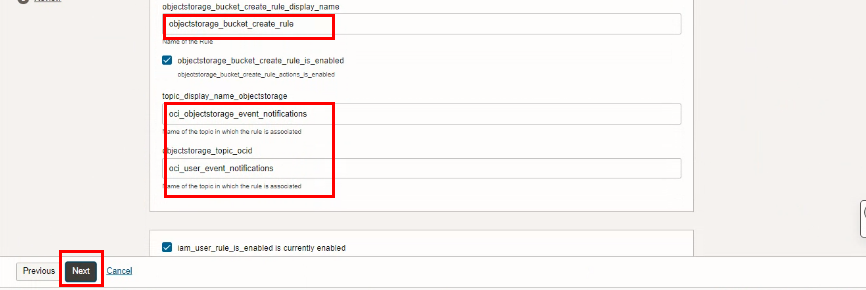 Review
objectstorage_bucket_create_rule_display_name
objectstorage_bucket_create_rule
Name of the Rule
objectstorage_bucket_create_rule_is_enabled
objectstorage_bucket_create_rule_actions_is_enabled
topic_display_name_objectstorage
oci_objectstorage_event_notifications
Name of the topic in which the rule is associated
objectstorage_topic_ocid
oci_user_event_notifications
Name of the topic in which the rule is associated
iam_user_rule_is_enabled is currently enabled
Previous Next Cancel